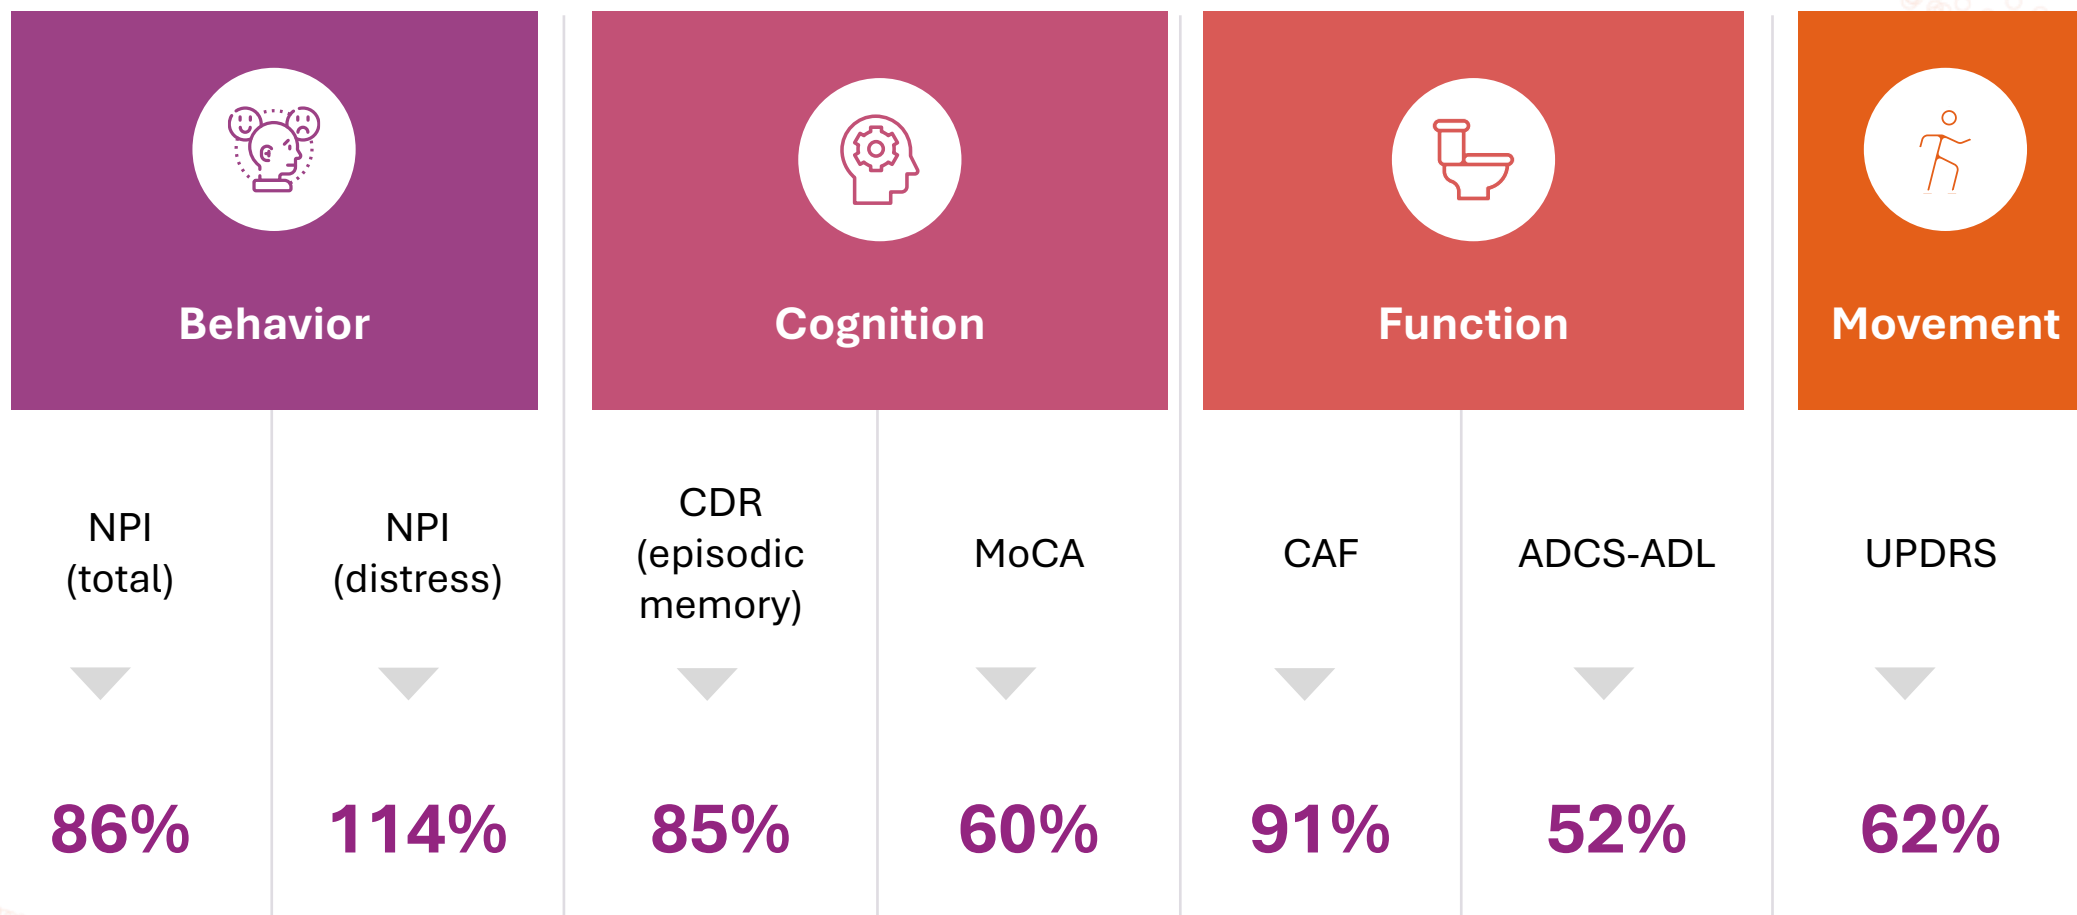 Behavior
Cognition
Function
Movement
NPI
(total)
NPI
(distress)
CDR
(episodic
memory)
MoCA
CAF
ADCS-ADL
UPDRS
86%
114%
85%
60%
91%
52%
62%